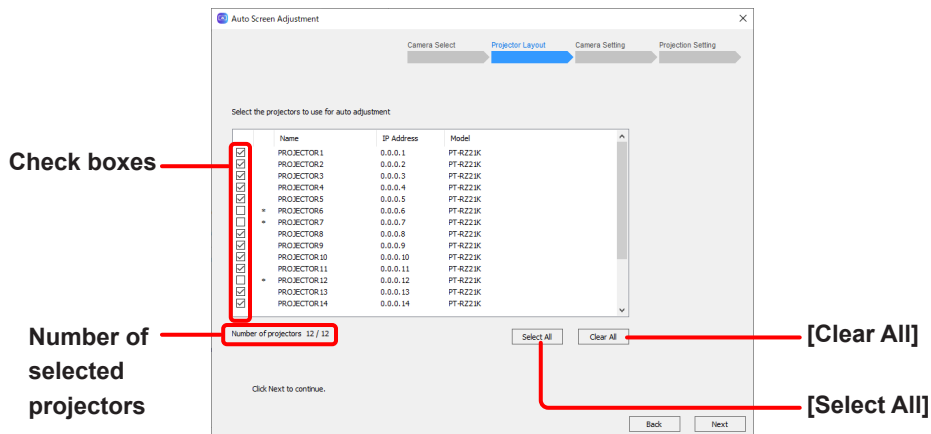 Auto Screen Adjustment
Camera Select Projector Layout Camera Setting Projection Setting
Select the projectors to use for auto adjustment
Name IP Address Model
PROJECTOR1 0.0.0.1 PT-RZ21K
PROJECTOR2 0.0.0.2 PT-RZ21K
PROJECTOR3 0.0.0.3 PT-RZ21K
PROJECTOR4 0.0.0.4 PT-RZ21K
PROJECTOR5 0.0.0.5 PT-RZ21K
* PROJECTOR6 0.0.0.6 PT-RZ21K
* PROJECTOR7 0.0.0.7 PT-RZ21K
PROJECTOR8 0.0.0.8 PT-RZ21K
PROJECTOR9 0.0.0.9 PT-RZ21K
PROJECTOR10 0.0.0.10 PT-RZ21K
PROJECTOR11 0.0.0.11 PT-RZ21K
* PROJECTOR12 0.0.0.12 PT-RZ21K
PROJECTOR13 0.0.0.13 PT-RZ21K
PROJECTOR14 0.0.0.14 PT-RZ21K
Check boxes
Number of projectors 12 / 12
Select All Clear All
Number of
selected
projectors
[Clear All]
[Select All]
Click Next to continue.
Back Next